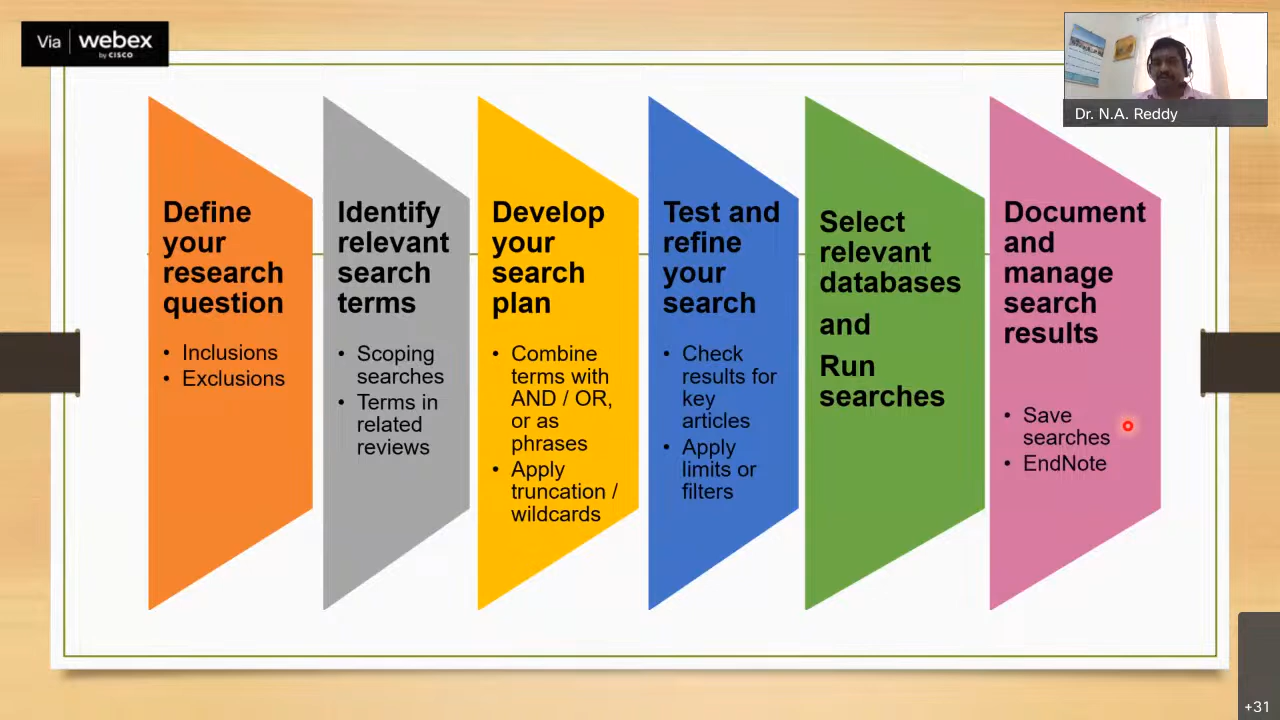 Via webex
by CISCO
Dr. N.A. Reddy
Define
your
research
question
• Inclusions
• Exclusions
Identify
relevant
search
terms
• Scoping
searches
• Terms in
related
reviews
Develop
your
search
plan
• Combine
terms with
AND / OR,
or as
phrases
• Apply
truncation /
wildcards
Test and
refine
your
search
• Check
results for
key
articles
• Apply
limits or
filters
Select
relevant
databases
and
Run
searches
Document
and
manage
search
results
• Save
searches
• EndNote
+31